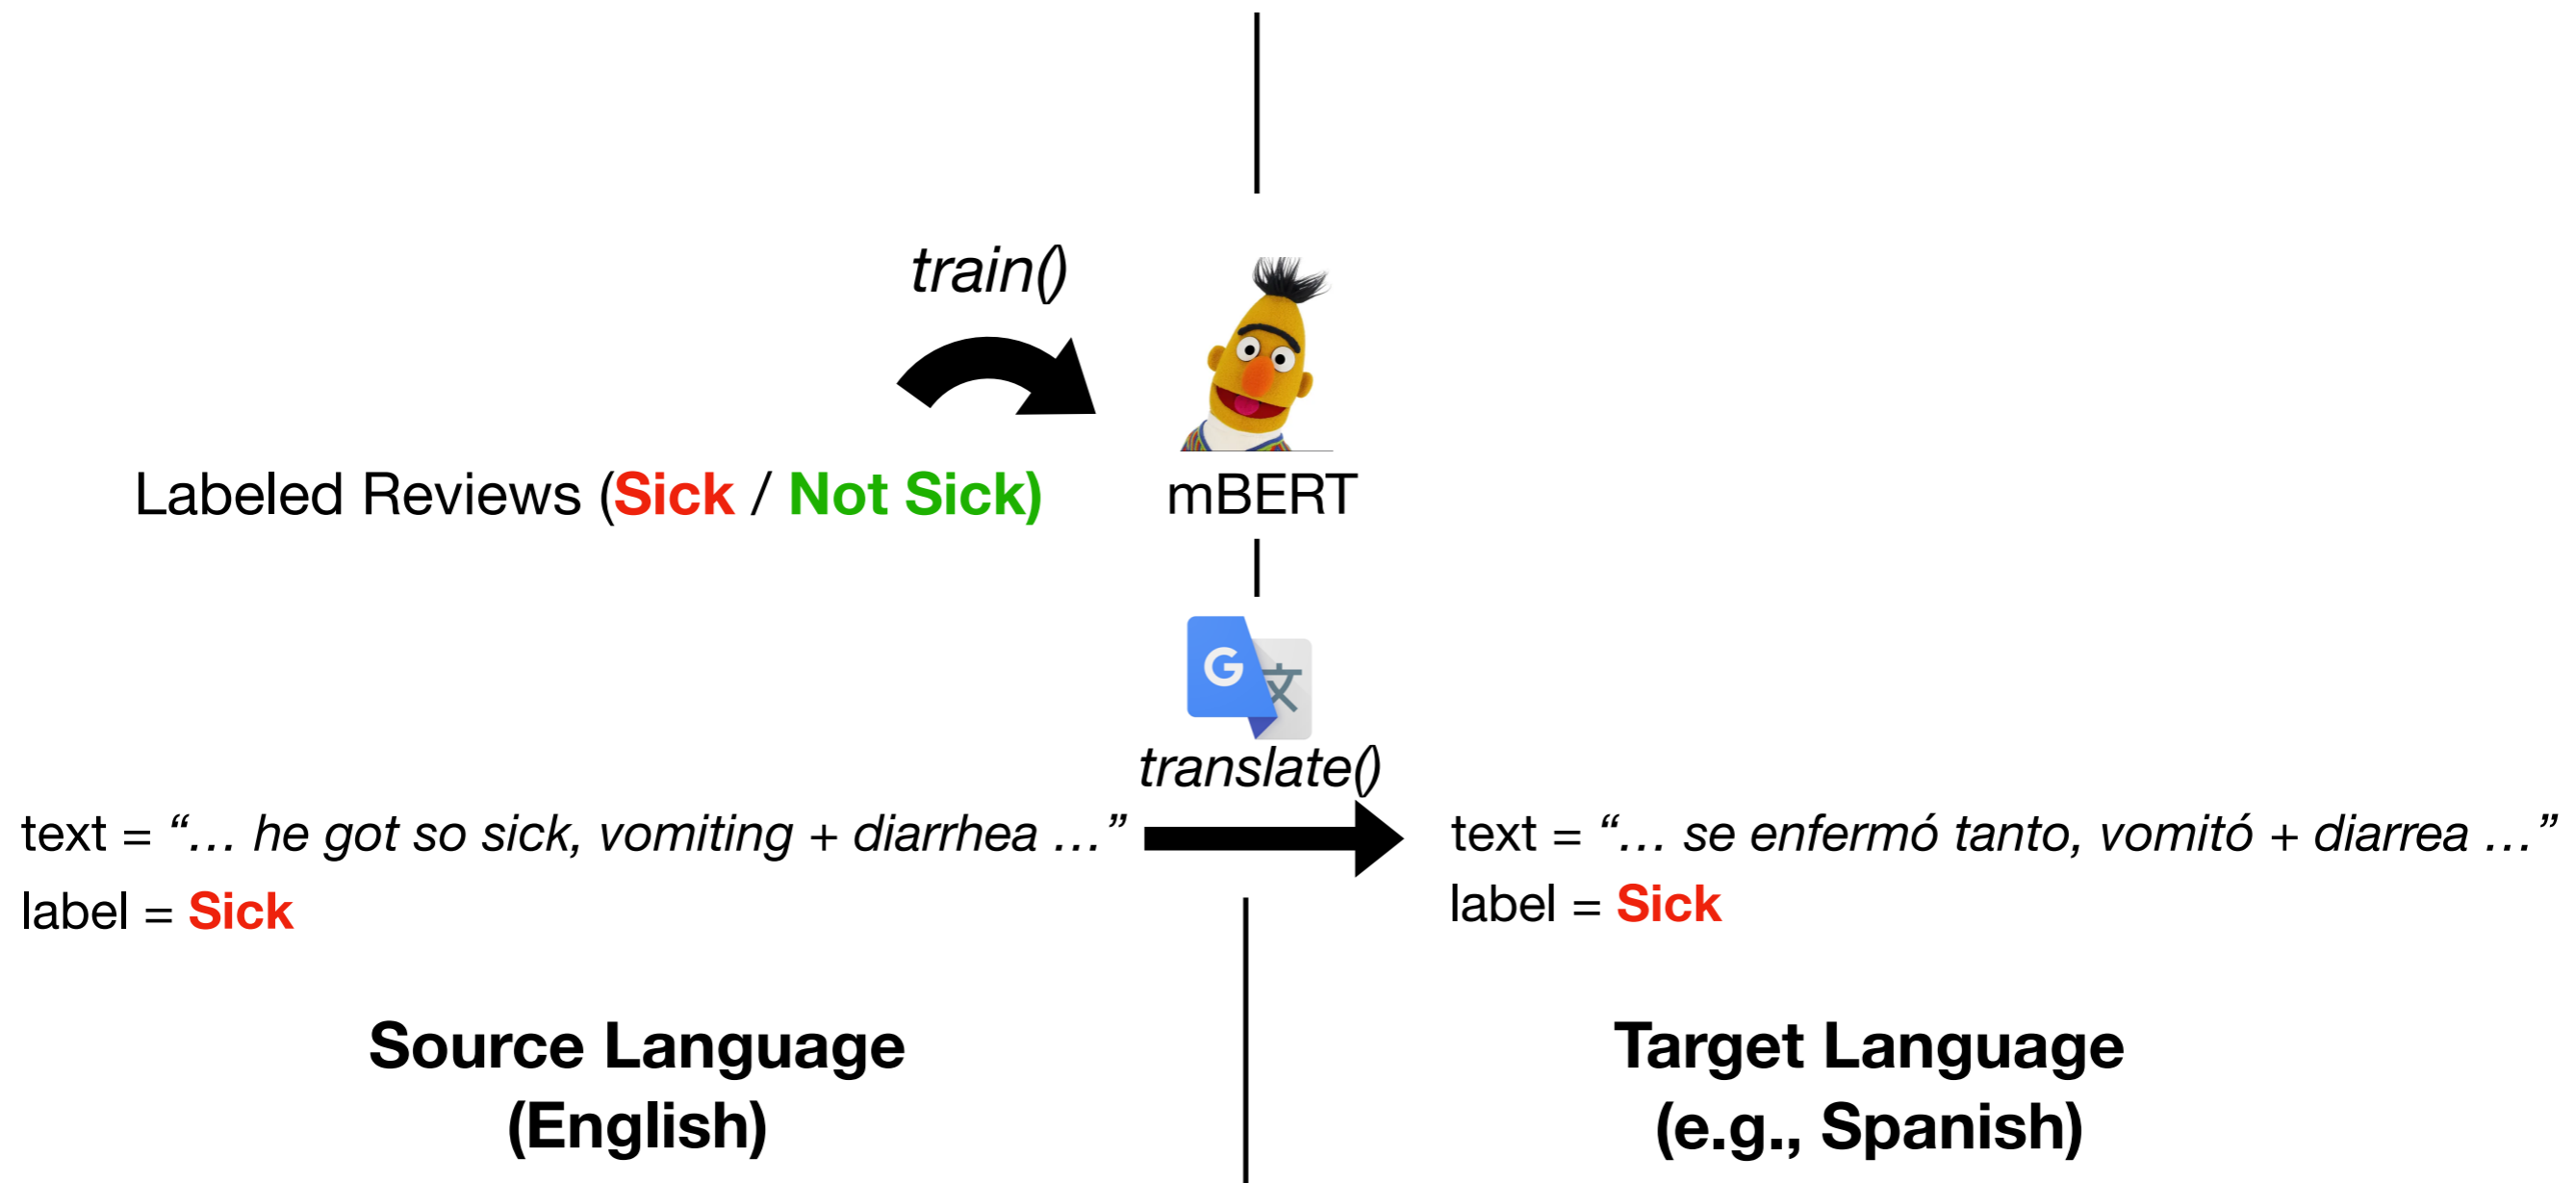 train()
Labeled Reviews (Sick / Not Sick)
mBERT
G 文
translate()
text = “... he got so sick, vomiting + diarrhea ...”
label = Sick
text = “... se enfermó tanto, vomitó + diarrea ...”
label = Sick
Source Language
(English)
Target Language
(e.g., Spanish)